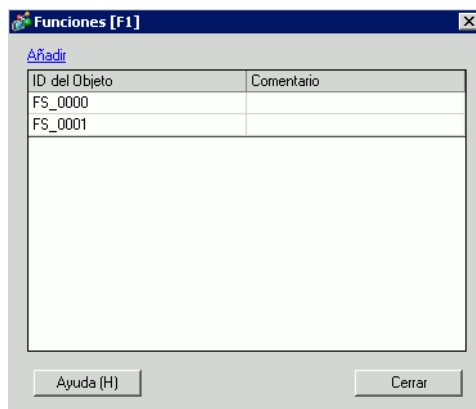 Funciones [F1]
Añadir
ID del Objeto Comentario
FS_0000
FS_0001
Ayuda (H) Cerrar